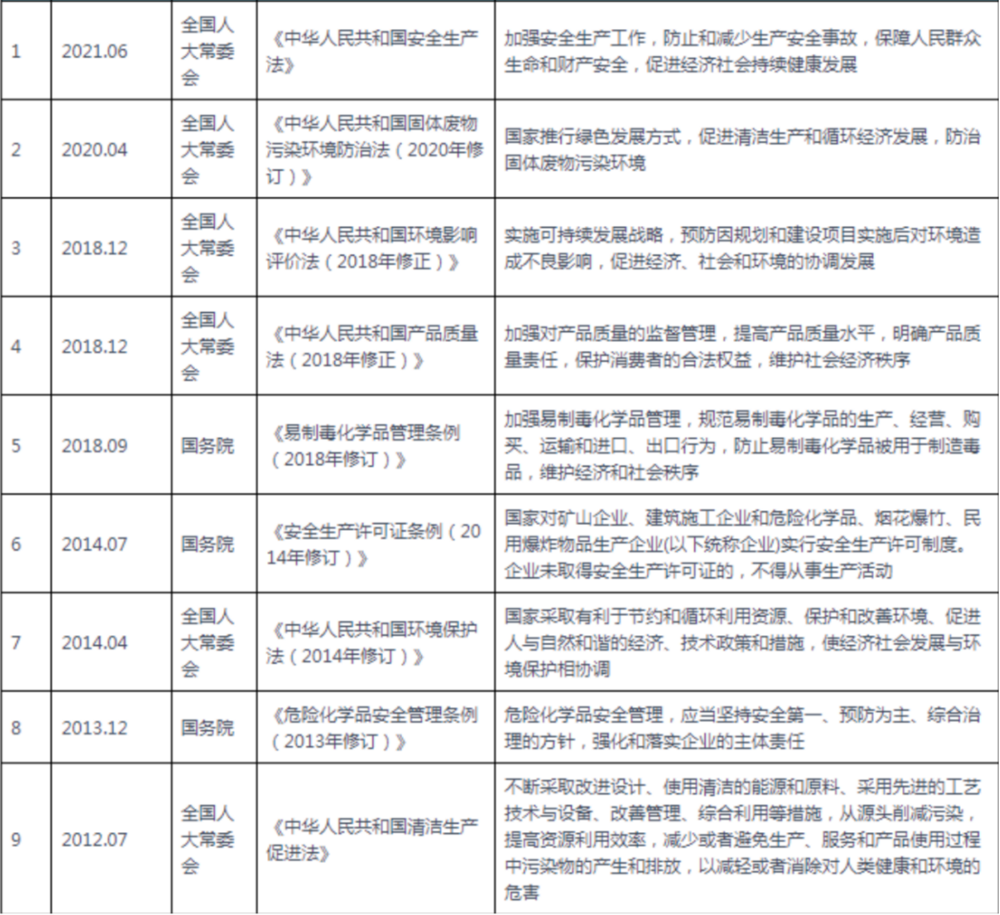 1
2021.06
全国人
大常委
会
《中华人民共和国安全生产
法》
加强安全生产工作，防止和减少生产安全事故，保障人民群众
生命和财产安全，促进经济社会持续健康发展
2
2020.04
全国人
大常委
会
《中华人民共和国固体废物
污染环境防治法（2020年修
订）》
国家推行绿色发展方式，促进清洁生产和循环经济发展，防治
固体废物污染环境
3
2018.12
全国人
大常委
会
《中华人民共和国环境影响
评价法（2018年修正）》
实施可持续发展战略，预防因规划和建设项目实施后对环境造
成不良影响，促进经济、社会和环境的协调发展
4
2018.12
全国人
大常委
会
《中华人民共和国产品质量
法（2018年修正）》
加强对产品质量的监督管理，提高产品质量水平，明确产品质
量责任，保护消费者的合法权益，维护社会经济秩序
5
2018.09
国务院
《易制毒化学品管理条例
（2018年修订）》
加强易制毒化学品管理，规范易制毒化学品的生产、经营、购
买、运输和进口、出口行为，防止易制毒化学品被用于制造毒
品，维护经济和社会秩序
6
2014.07
国务院
《安全生产许可证条例（20
14年修订）》
国家对矿山企业、建筑施工企业和危险化学品、烟花爆竹、民
用爆炸物品生产企业(以下统称企业)实行安全生产许可制度。
企业未取得安全生产许可证的，不得从事生产活动
7
2014.04
全国人
大常委
会
《中华人民共和国环境保护
法（2014年修订）》
国家采取有利于节约和循环利用资源、保护和改善环境、促进
人与自然和谐的经济、技术政策和措施，使经济社会发展与环
境保护相协调
8
2013.12
国务院
《危险化学品安全管理条例
（2013年修订）》
危险化学品安全管理，应当坚持安全第一、预防为主、综合治
理的方针，强化和落实企业的主体责任
9
2012.07
全国人
大常委
会
《中华人民共和国清洁生产
促进法》
不断采取改进设计、使用清洁的能源和原料、采用先进的工艺
技术与设备、改善管理、综合利用等措施，从源头削减污染，
提高资源利用效率，减少或者避免生产、服务和产品使用过程
中污染物的产生和排放，以减轻或者消除对人类健康和环境的
危害